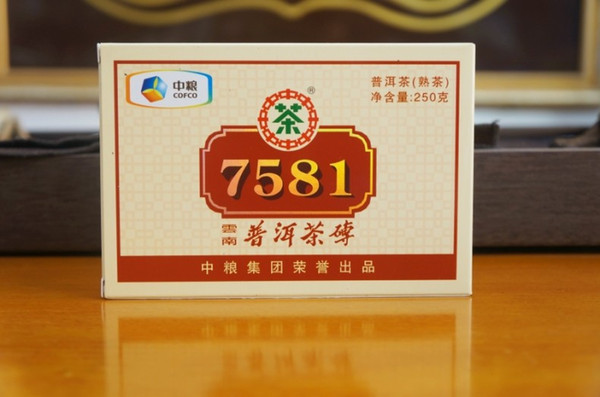 中粮
COFCO
®
普洱茶(熟茶)
净含量:250克
茶
7581
雲南
普洱茶磚
中粮集团荣誉出品